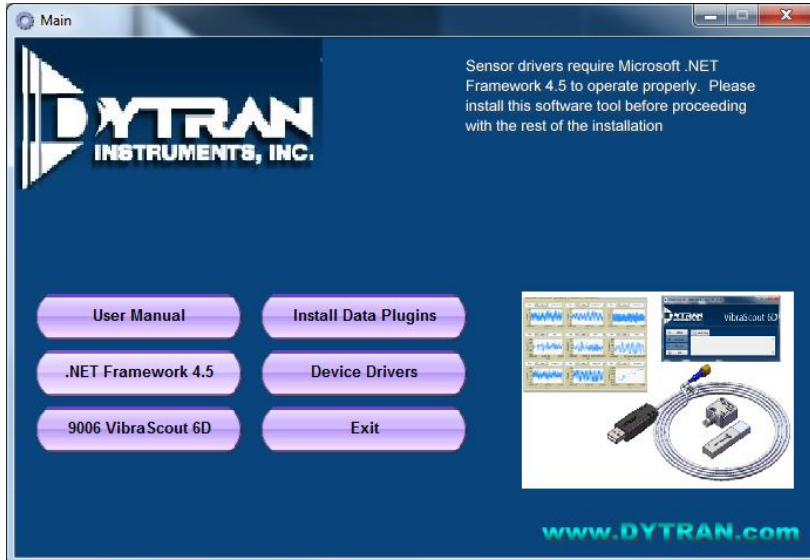 Main
DYTRAN
INSTRUMENTS, INC.
Sensor drivers require Microsoft .NET
Framework 4.5 to operate properly. Please
install this software tool before proceeding
with the rest of the installation
User Manual
Install Data Plugins
.NET Framework 4.5
Device Drivers
9006 VibraScout 6D
Exit
DYTRAN
VibraScout 6D
www.DYTRAN.com